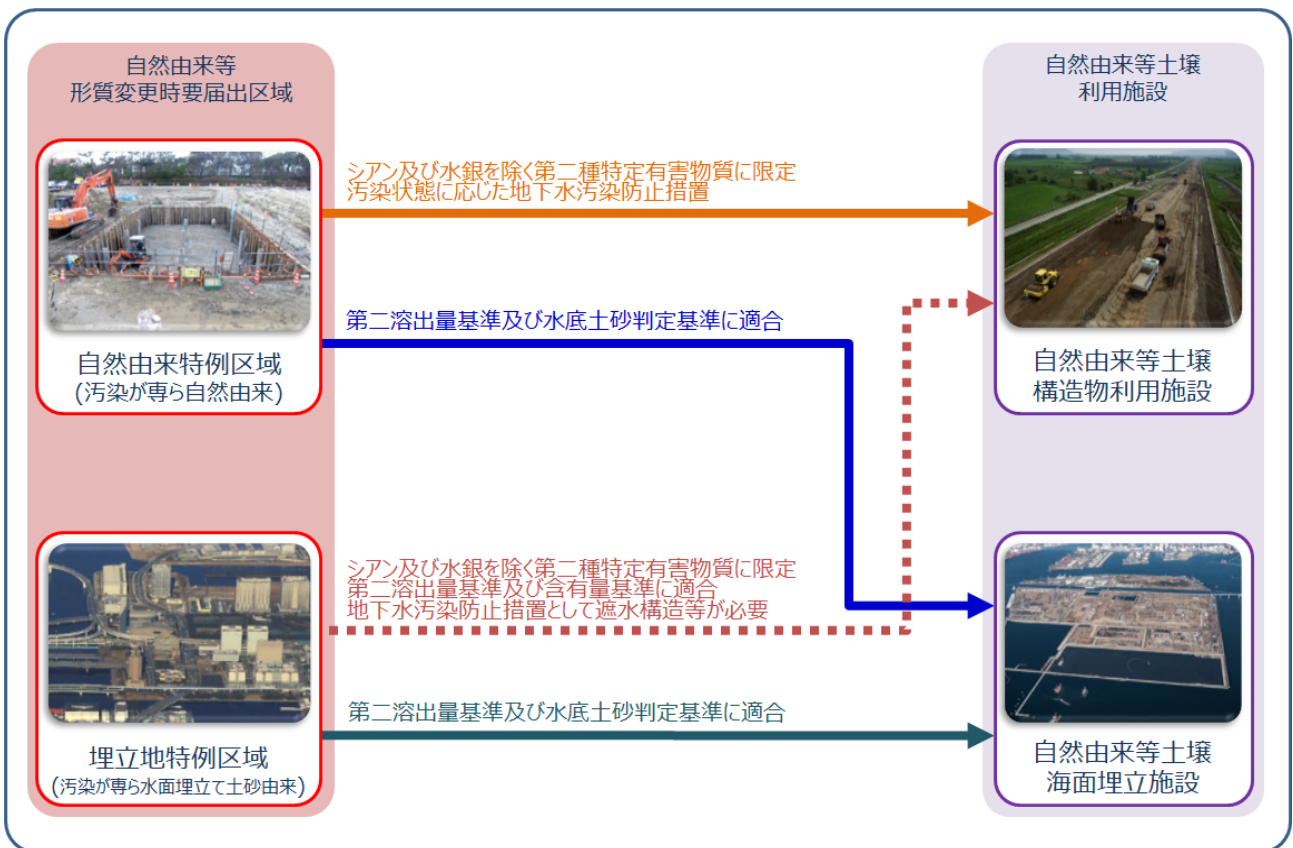 自然由来等
形質変更時要届出区域
自然由来特例区域
(汚染が専ら自然由来)
埋立地特例区域
(汚染が専ら水面埋立て土砂由来)
シアン及び水銀を除く第二種特定有害物質に限定
汚染状態に応じた地下水汚染防止措置
第二溶出量基準及び水底土砂判定基準に適合
シアン及び水銀を除く第二種特定有害物質に限定
第二溶出量基準及び含有量基準に適合
地下水汚染防止措置として遮水構造等が必要
第二溶出量基準及び水底土砂判定基準に適合
自然由来等土壌
利用施設
自然由来等土壌
構造物利用施設
自然由来等土壌
海面埋立施設